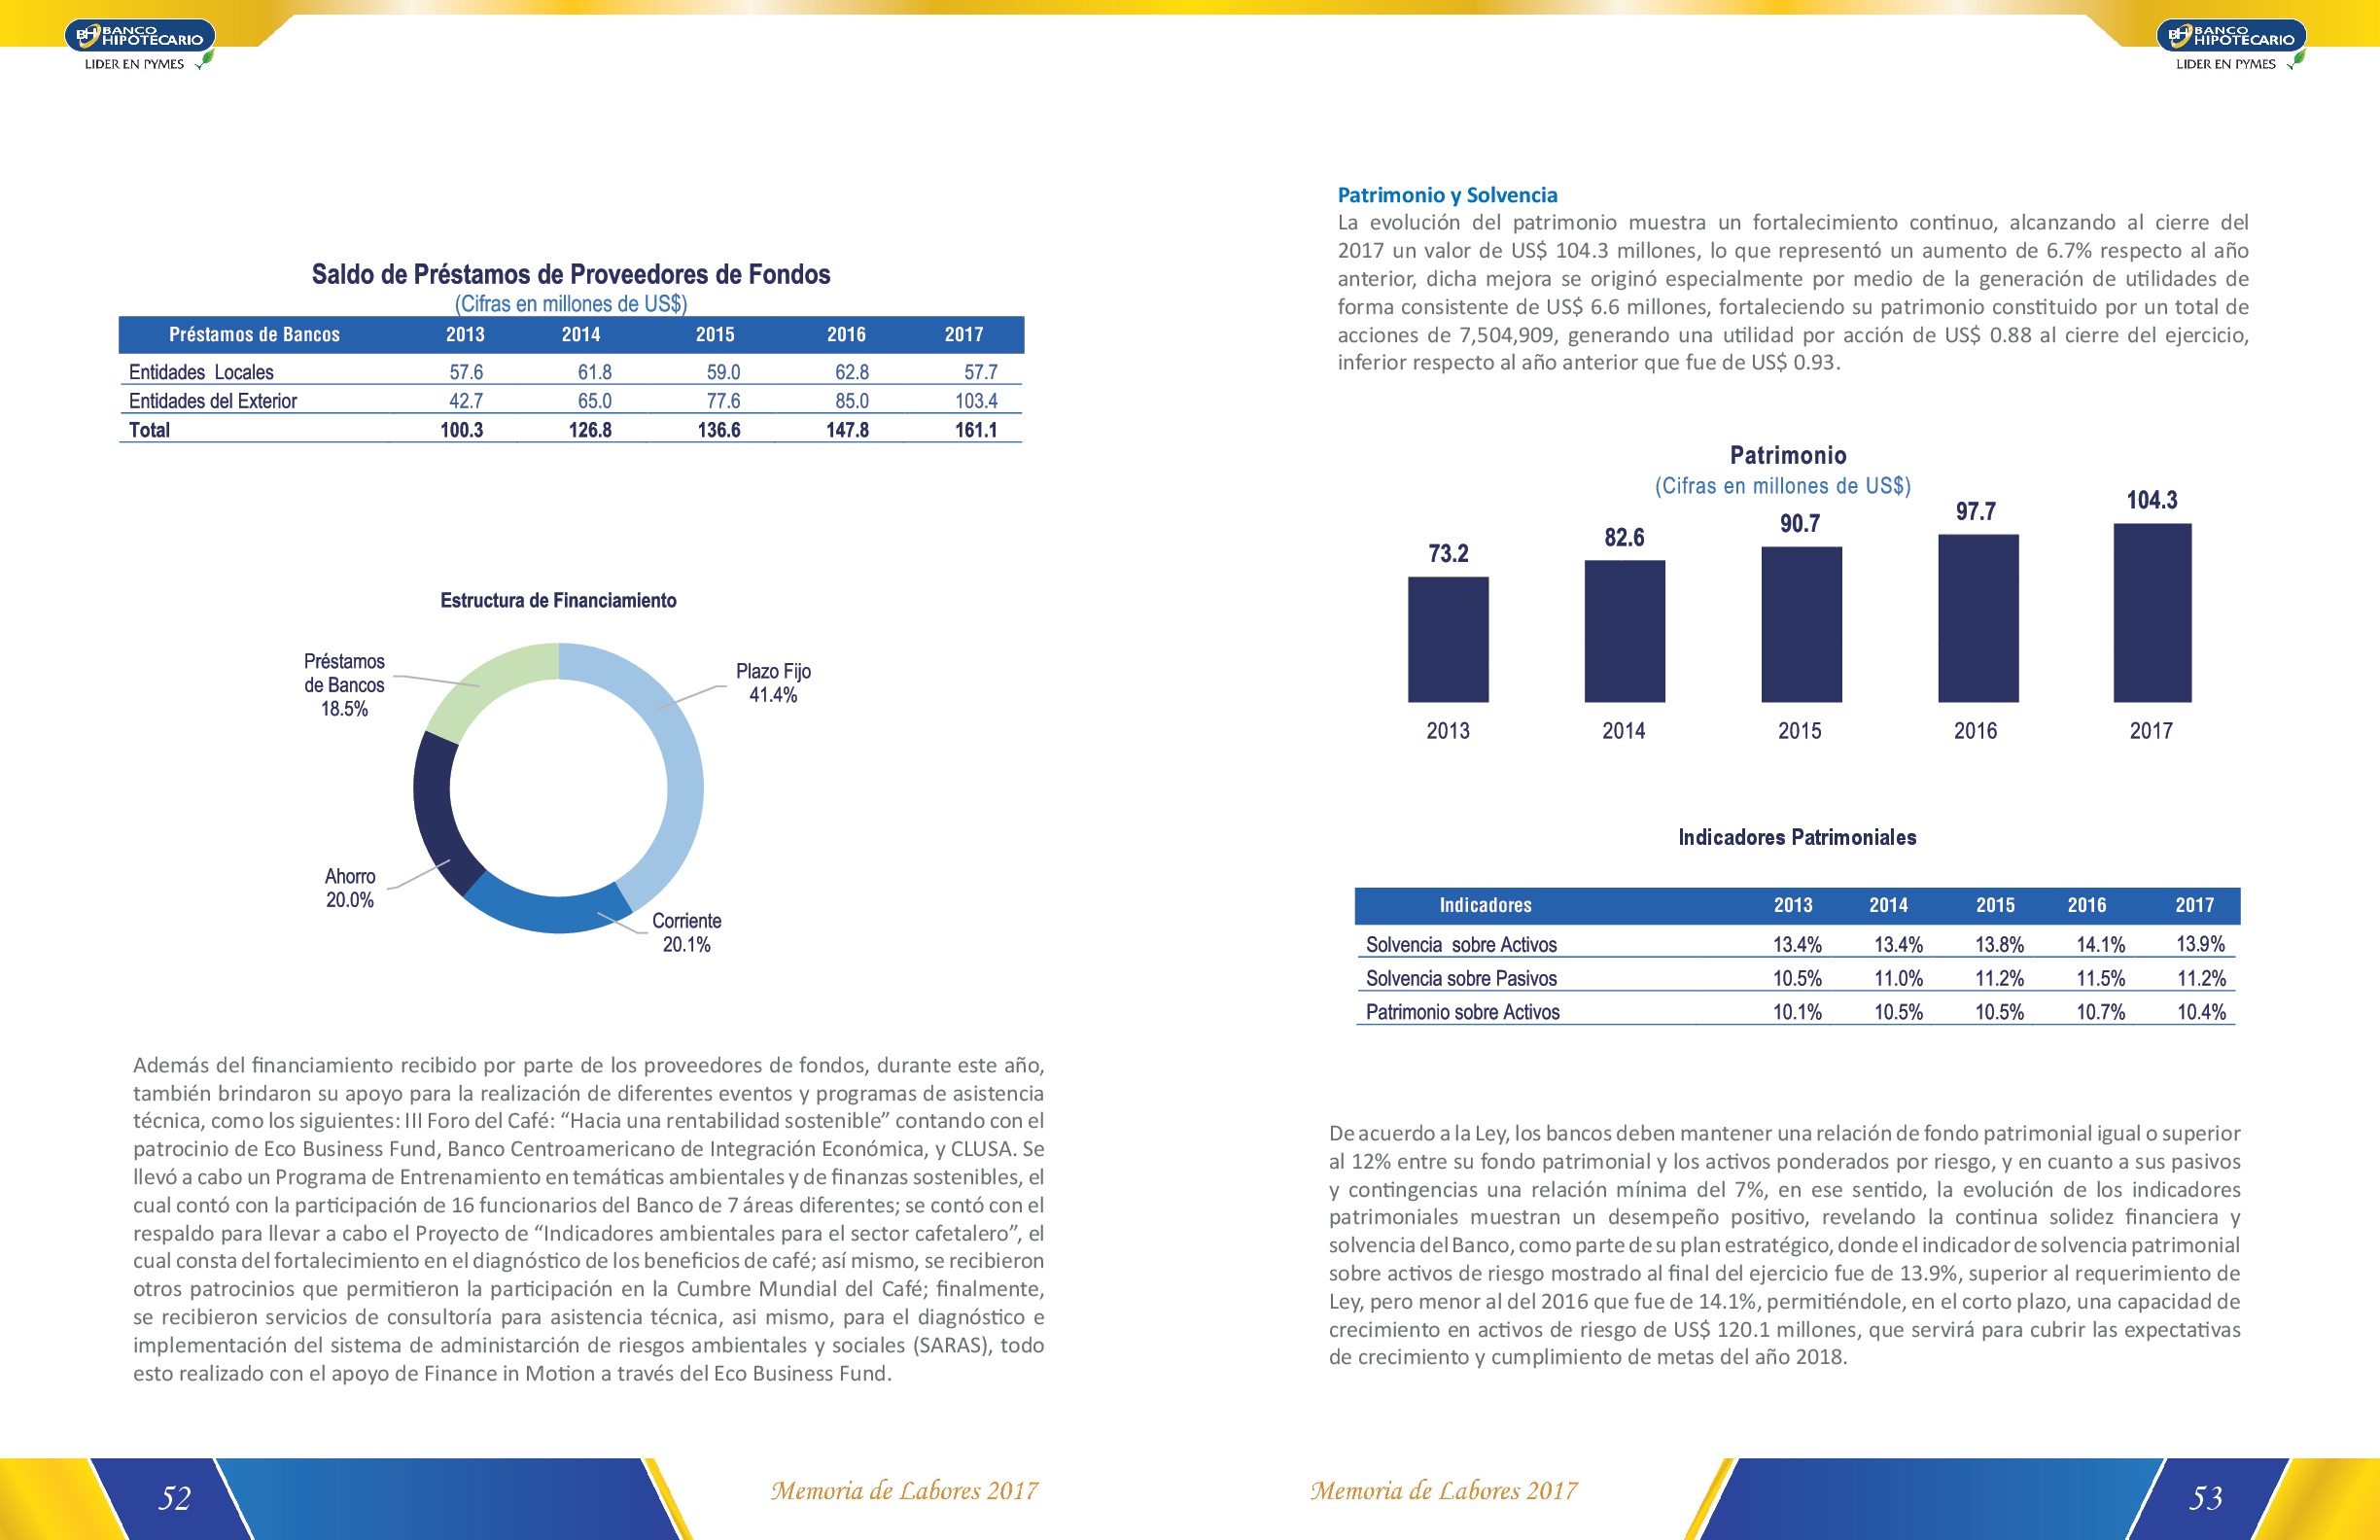 BH BANCO
HIPOTECARIO
LIDER EN PYMES
Saldo de Préstamos de Proveedores de Fondos
(Cifras en millones de US$)
Préstamos de Bancos 2013 2014 2015 2016 2017
Entidades Locales 57.6 61.8 59.0 62.8 57.7
Entidades del Exterior 42.7 65.0 77.6 85.0 103.4
Total 100.3 126.8 136.6 147.8 161.1
Estructura de Financiamiento
Préstamos
de Bancos
18.5%
Plazo Fijo
41.4%
Ahorro
20.0%
Corriente
20.1%
Además del financiamiento recibido por parte de los proveedores de fondos, durante este año,
también brindaron su apoyo para la realización de diferentes eventos y programas de asistencia
técnica, como los siguientes: III Foro del Café: “Hacia una rentabilidad sostenible” contando con el
patrocinio de Eco Business Fund, Banco Centroamericano de Integración Económica, y CLUSA. Se
llevó a cabo un Programa de Entrenamiento en temáticas ambientales y de finanzas sostenibles, el
cual contó con la participación de 16 funcionarios del Banco de 7 áreas diferentes; se contó con el
respaldo para llevar a cabo el Proyecto de “Indicadores ambientales para el sector cafetalero”, el
cual consta del fortalecimiento en el diagnóstico de los beneficios de café; así mismo, se recibieron
otros patrocinios que permitieron la participación en la Cumbre Mundial del Café; finalmente,
se recibieron servicios de consultoría para asistencia técnica, asi mismo, para el diagnóstico e
implementación del sistema de administarción de riesgos ambientales y sociales (SARAS), todo
esto realizado con el apoyo de Finance in Motion a través del Eco Business Fund.
52
Memoria de Labores 2017
BH BANCO
HIPOTECARIO
LIDER EN PYMES
Patrimonio y Solvencia
La evolución del patrimonio muestra un fortalecimiento continuo, alcanzando al cierre del
2017 un valor de US$ 104.3 millones, lo que representó un aumento de 6.7% respecto al año
anterior, dicha mejora se originó especialmente por medio de la generación de utilidades de
forma consistente de US$ 6.6 millones, fortaleciendo su patrimonio constituido por un total de
acciones de 7,504,909, generando una utilidad por acción de US$ 0.88 al cierre del ejercicio,
inferior respecto al año anterior que fue de US$ 0.93.
Patrimonio
(Cifras en millones de US$)
73.2 82.6 90.7 97.7 104.3
2013 2014 2015 2016 2017
Indicadores Patrimoniales
Indicadores 2013 2014 2015 2016 2017
Solvencia sobre Activos 13.4% 13.4% 13.8% 14.1% 13.9%
Solvencia sobre Pasivos 10.5% 11.0% 11.2% 11.5% 11.2%
Patrimonio sobre Activos 10.1% 10.5% 10.5% 10.7% 10.4%
De acuerdo a la Ley, los bancos deben mantener una relación de fondo patrimonial igual o superior
al 12% entre su fondo patrimonial y los activos ponderados por riesgo, y en cuanto a sus pasivos
y contingencias una relación mínima del 7%, en ese sentido, la evolución de los indicadores
patrimoniales muestran un desempeño positivo, revelando la continua solidez financiera y
solvencia del Banco, como parte de su plan estratégico, donde el indicador de solvencia patrimonial
sobre activos de riesgo mostrado al final del ejercicio fue de 13.9%, superior al requerimiento de
Ley, pero menor al del 2016 que fue de 14.1%, permitiéndole, en el corto plazo, una capacidad de
crecimiento en activos de riesgo de US$ 120.1 millones, que servirá para cubrir las expectativas
de crecimiento y cumplimiento de metas del año 2018.
Memoria de Labores 2017
53